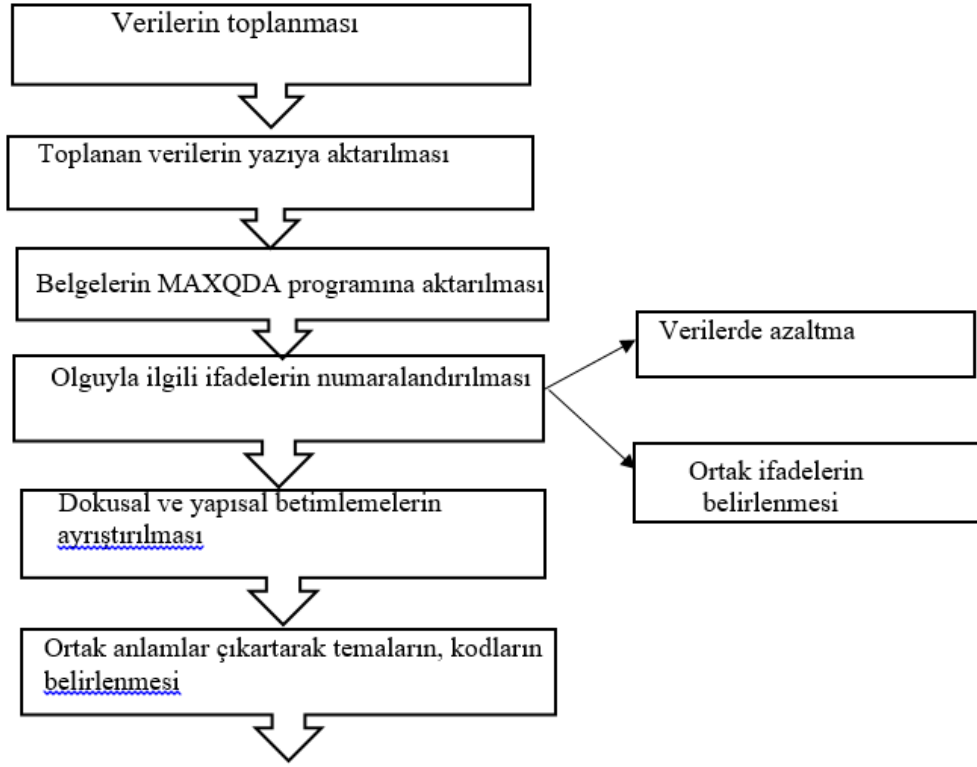 Verilerin toplanması
Toplanan verilerin yazıya aktarılması
Belgelerin MAXQDA programına aktarılması
Olguyla ilgili ifadelerin numaralandırılması
Verilerde azaltma
Ortak ifadelerin
belirlenmesi
Dokusal ve yapısal betimlemelerin
ayrıştırılması
Ortak anlamlar çıkartarak temaların, kodların
belirlenmesi